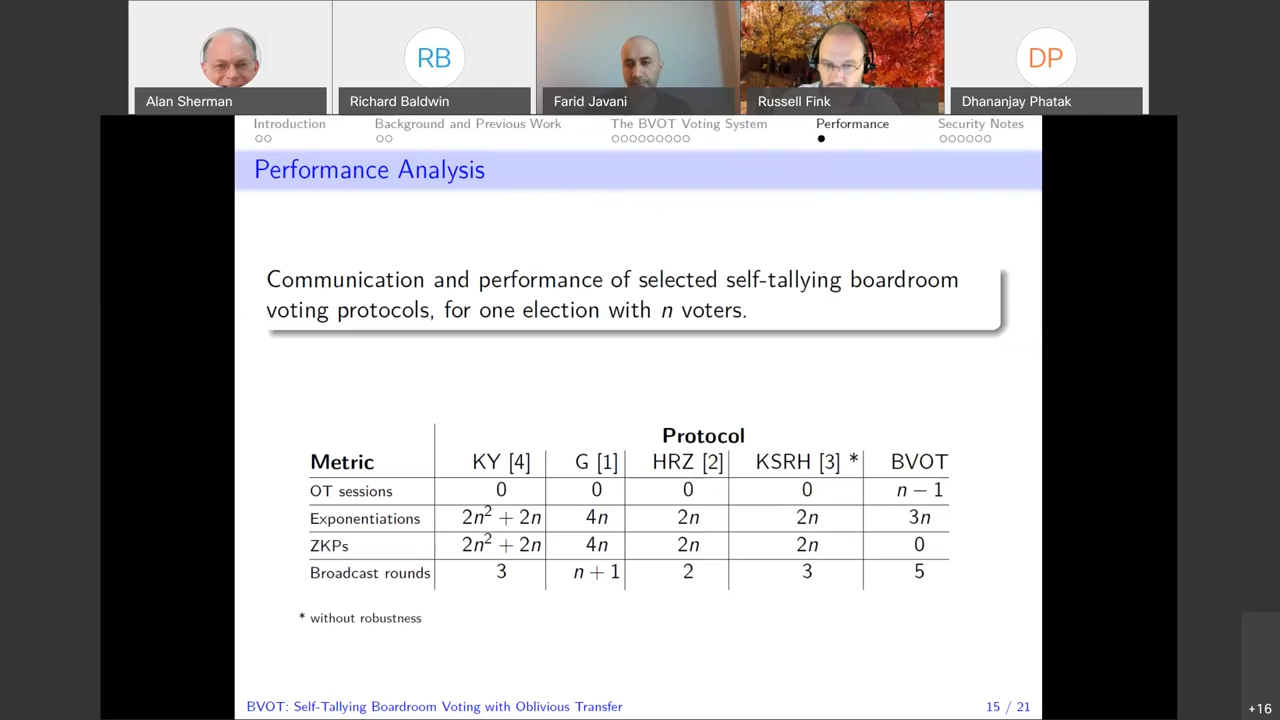 RB
DP
Alan Sherman
Richard Baldwin
Farid Javani
Russell Fink
Dhananjay Phatak
Introduction
Background and Previous Work
The BVOT Voting System
Performance
Security Notes
Performance Analysis
Communication and performance of selected self-tallying boardroom
voting protocols, for one election with n voters.
Protocol
Metric KY [4] G [1] HRZ [2] KSRH [3] * BVOT
OT sessions 0 0 0 0 n − 1
Exponentiations 2n² + 2n 4n 2n 2n 3n
ZKPs 2n² + 2n 4n 2n 2n 0
Broadcast rounds 3 n + 1 2 3 5
* without robustness
BVOT: Self-Tallying Boardroom Voting with Oblivious Transfer 15 / 21
+16